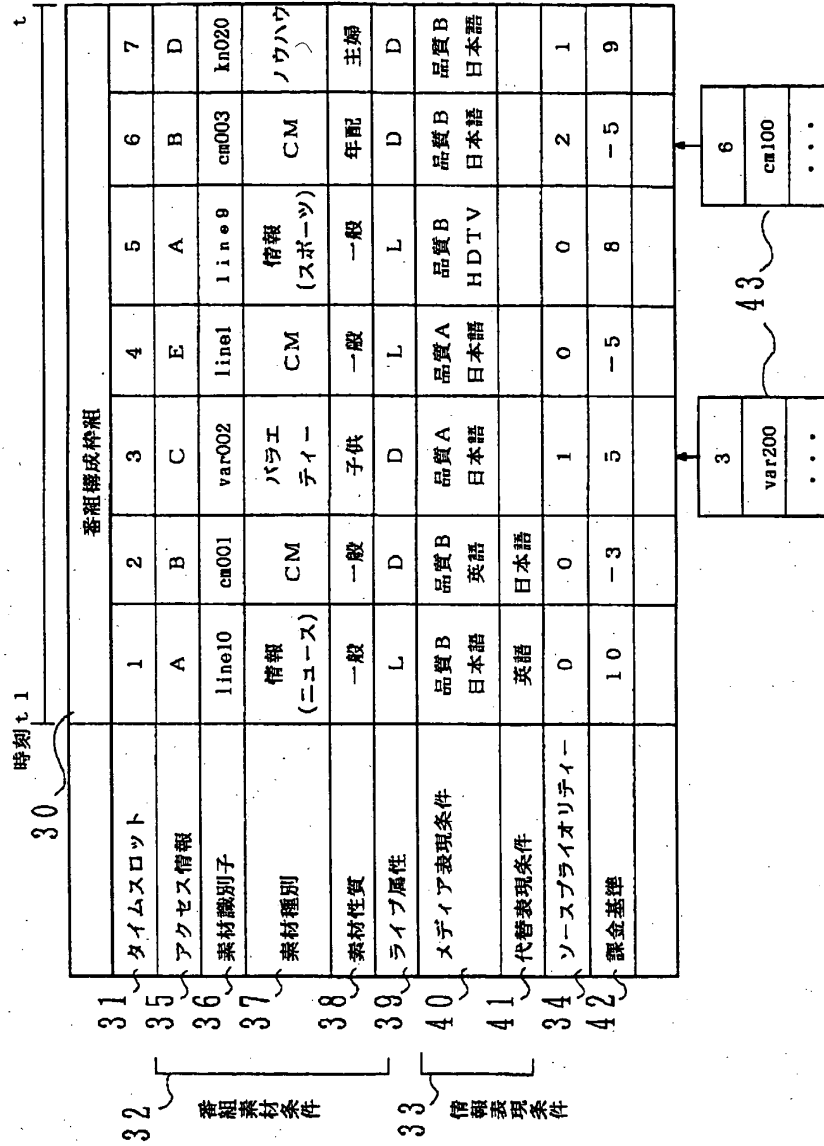 時刻 t 1
t
30
番組構成枠組
31 タイムスロット 1 2 3 4 5 6 7
35 アクセス情報 A B C E A B D
36 素材識別子 line10 cm001 var002 line1 line9 cm003 kn020
37 素材種別 情報 (ニュース) CM バラエティー CM 情報 (スポーツ) CM ノウハウ
38 素材性質 一般 一般 子供 一般 一般 年配 主婦
39 ライブ属性 L D D L L D D
40 メディア表現条件 品質B 日本語 品質B 英語 品質A 日本語 品質A 日本語 品質B HDTV 品質B 日本語 品質B 日本語
41 代替表現条件 英語 日本語
34 ソースプライオリティー 0 0 1 0 0 2 1
42 課金基準 10 -3 5 -5 8 -5 9
32
番組素材条件
33
情報表現条件
3
var200
・・・
43
6
cm100
・・・